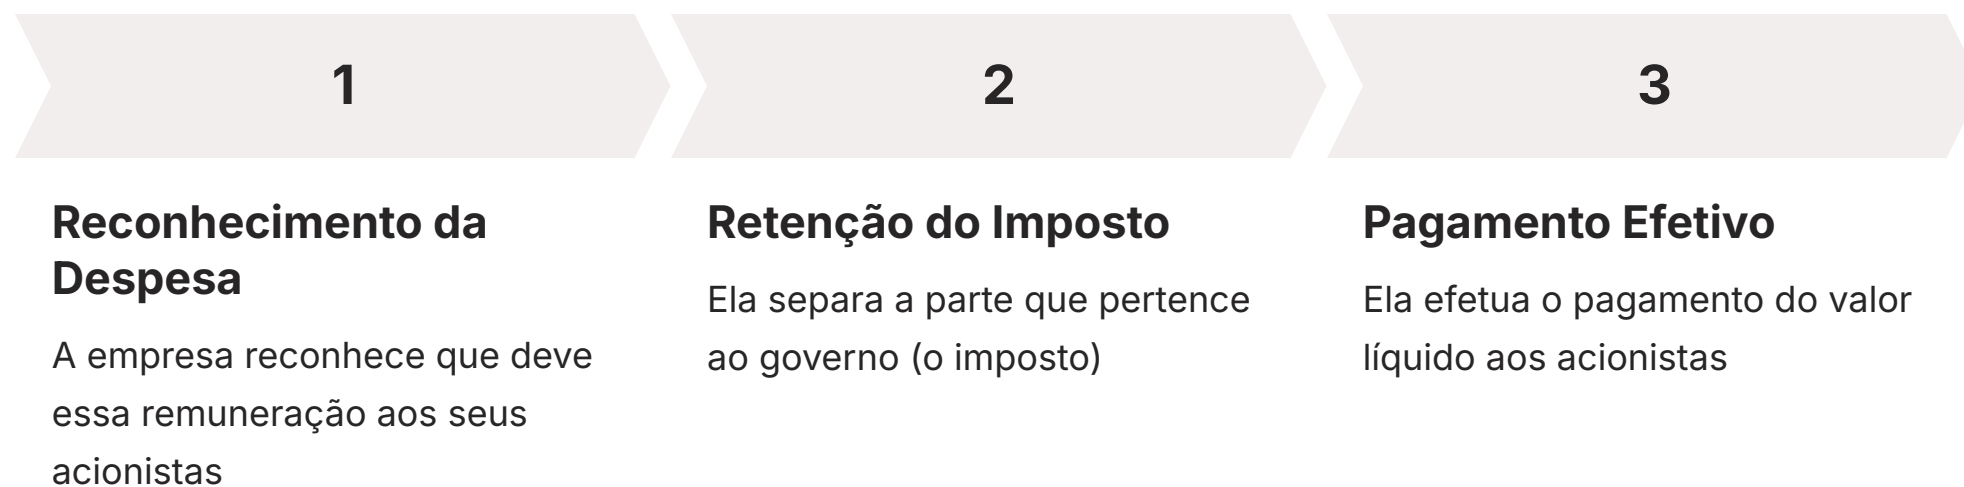 1
Reconhecimento da
Despesa
A empresa reconhece que deve
essa remuneração aos seus
acionistas
2
Retenção do Imposto
Ela separa a parte que pertence
ao governo (o imposto)
3
Pagamento Efetivo
Ela efetua o pagamento do valor
líquido aos acionistas